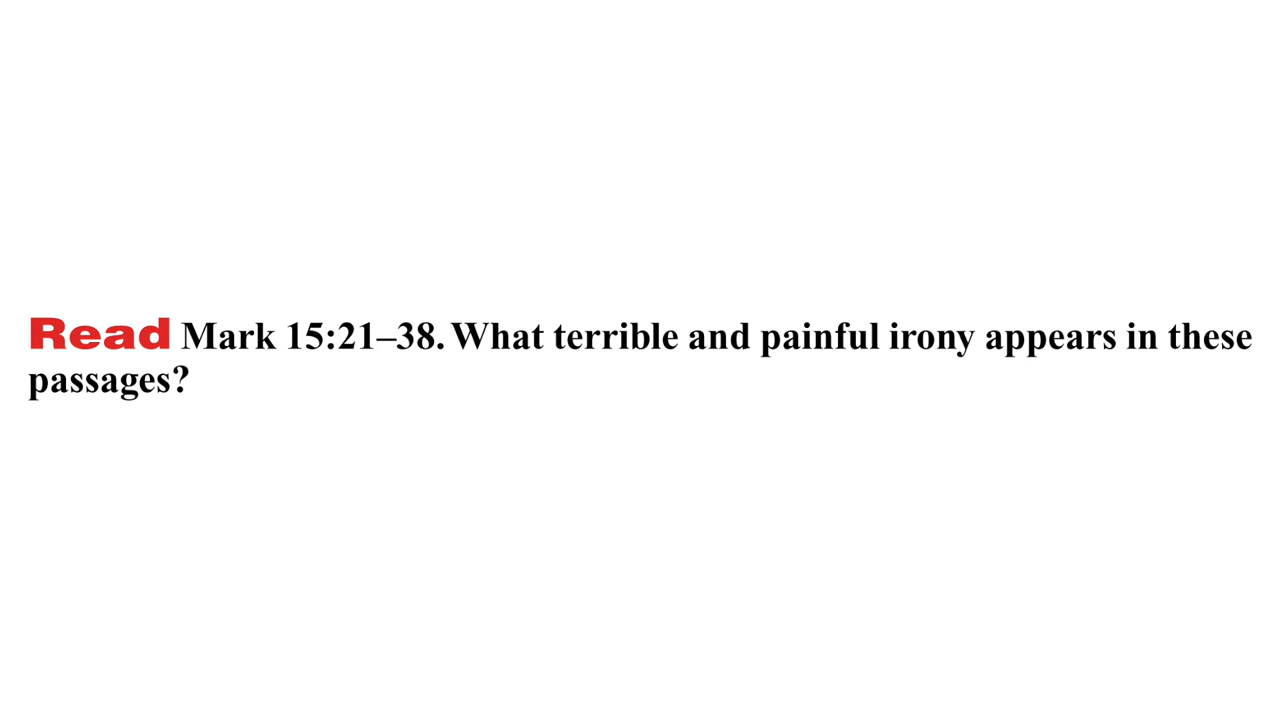 Read Mark 15:21–38. What terrible and painful irony appears in these
passages?